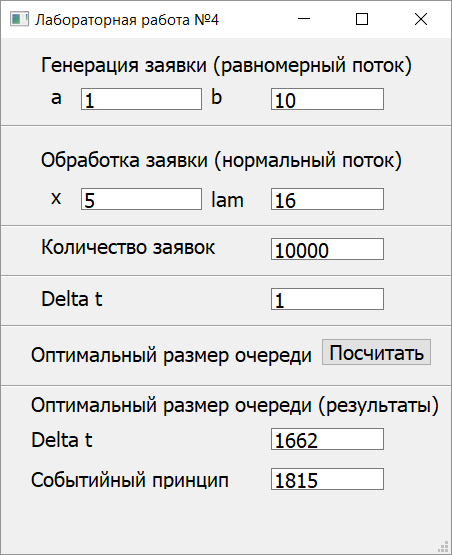 Лабораторная работа №4
Генерация заявки (равномерный поток)
a 1 b 10
Обработка заявки (нормальный поток)
x 5 lam 16
Количество заявок 10000
Delta t 1
Оптимальный размер очереди Посчитать
Оптимальный размер очереди (результаты)
Delta t 1662
Событийный принцип 1815